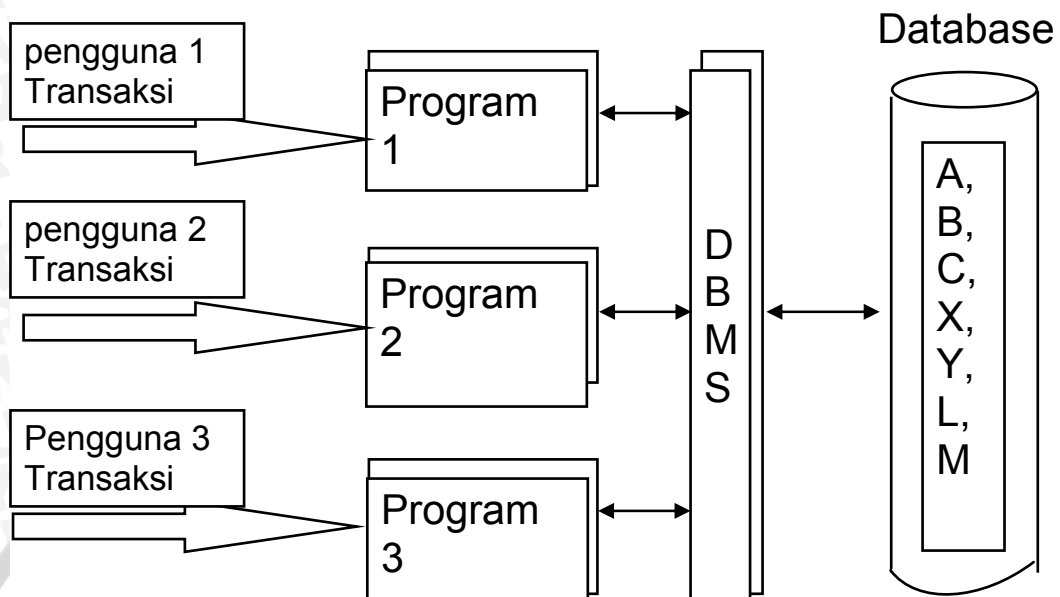 Database
pengguna 1
Transaksi
Program
1
pengguna 2
Transaksi
Program
2
Pengguna 3
Transaksi
Program
3
D
B
M
S
A,
B,
C,
X,
Y,
L,
M